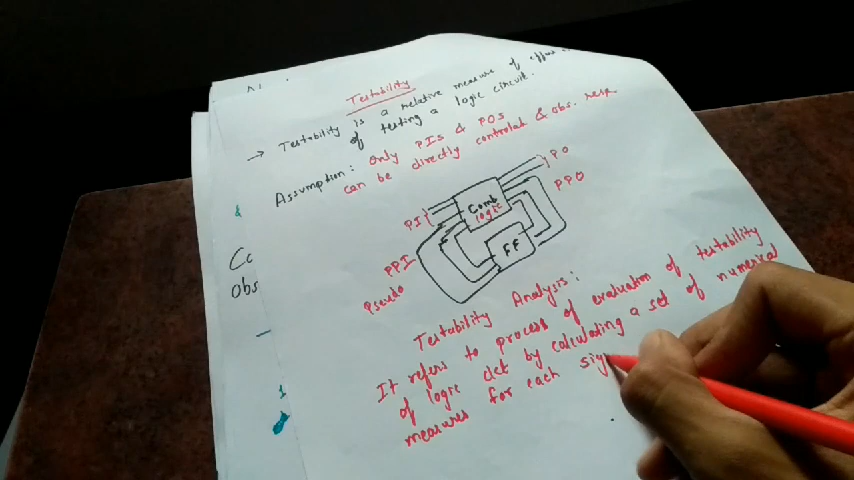 Testability
→ Testability is a relative measure of
of testing a logic circuit.
Assumption: Only PIs & POs
can be directly controlled & obs. resp
PO
PI
Comb
logic
PPO
FF
PPI
Pseudo
Testability Analysis:
It refers to process of evaluation of testability
of logic ckt by calculating a set of numerical
measures for each sig
Co
obs